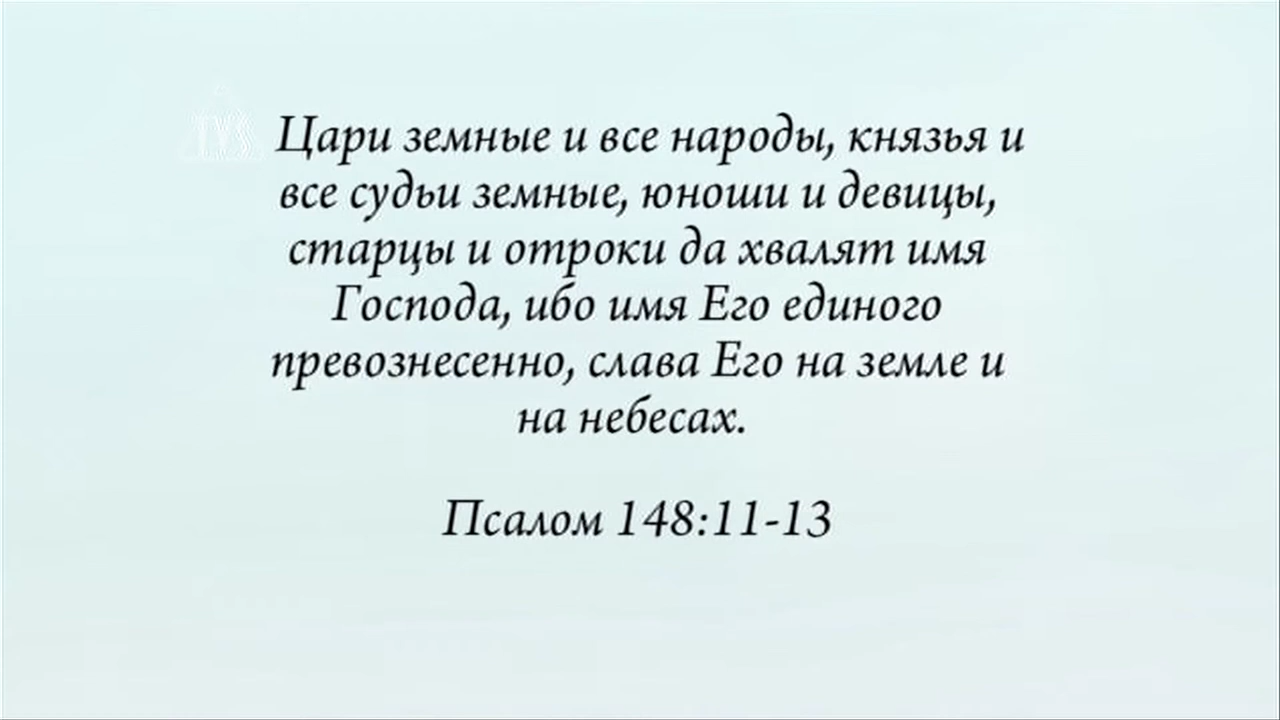 TVS
Цари земные и все народы, князья и
все судьи земные, юноши и девицы,
старцы и отроки да хвалят имя
Господа, ибо имя Его единого
превознесенно, слава Его на земле и
на небесах.
Псалом 148:11-13